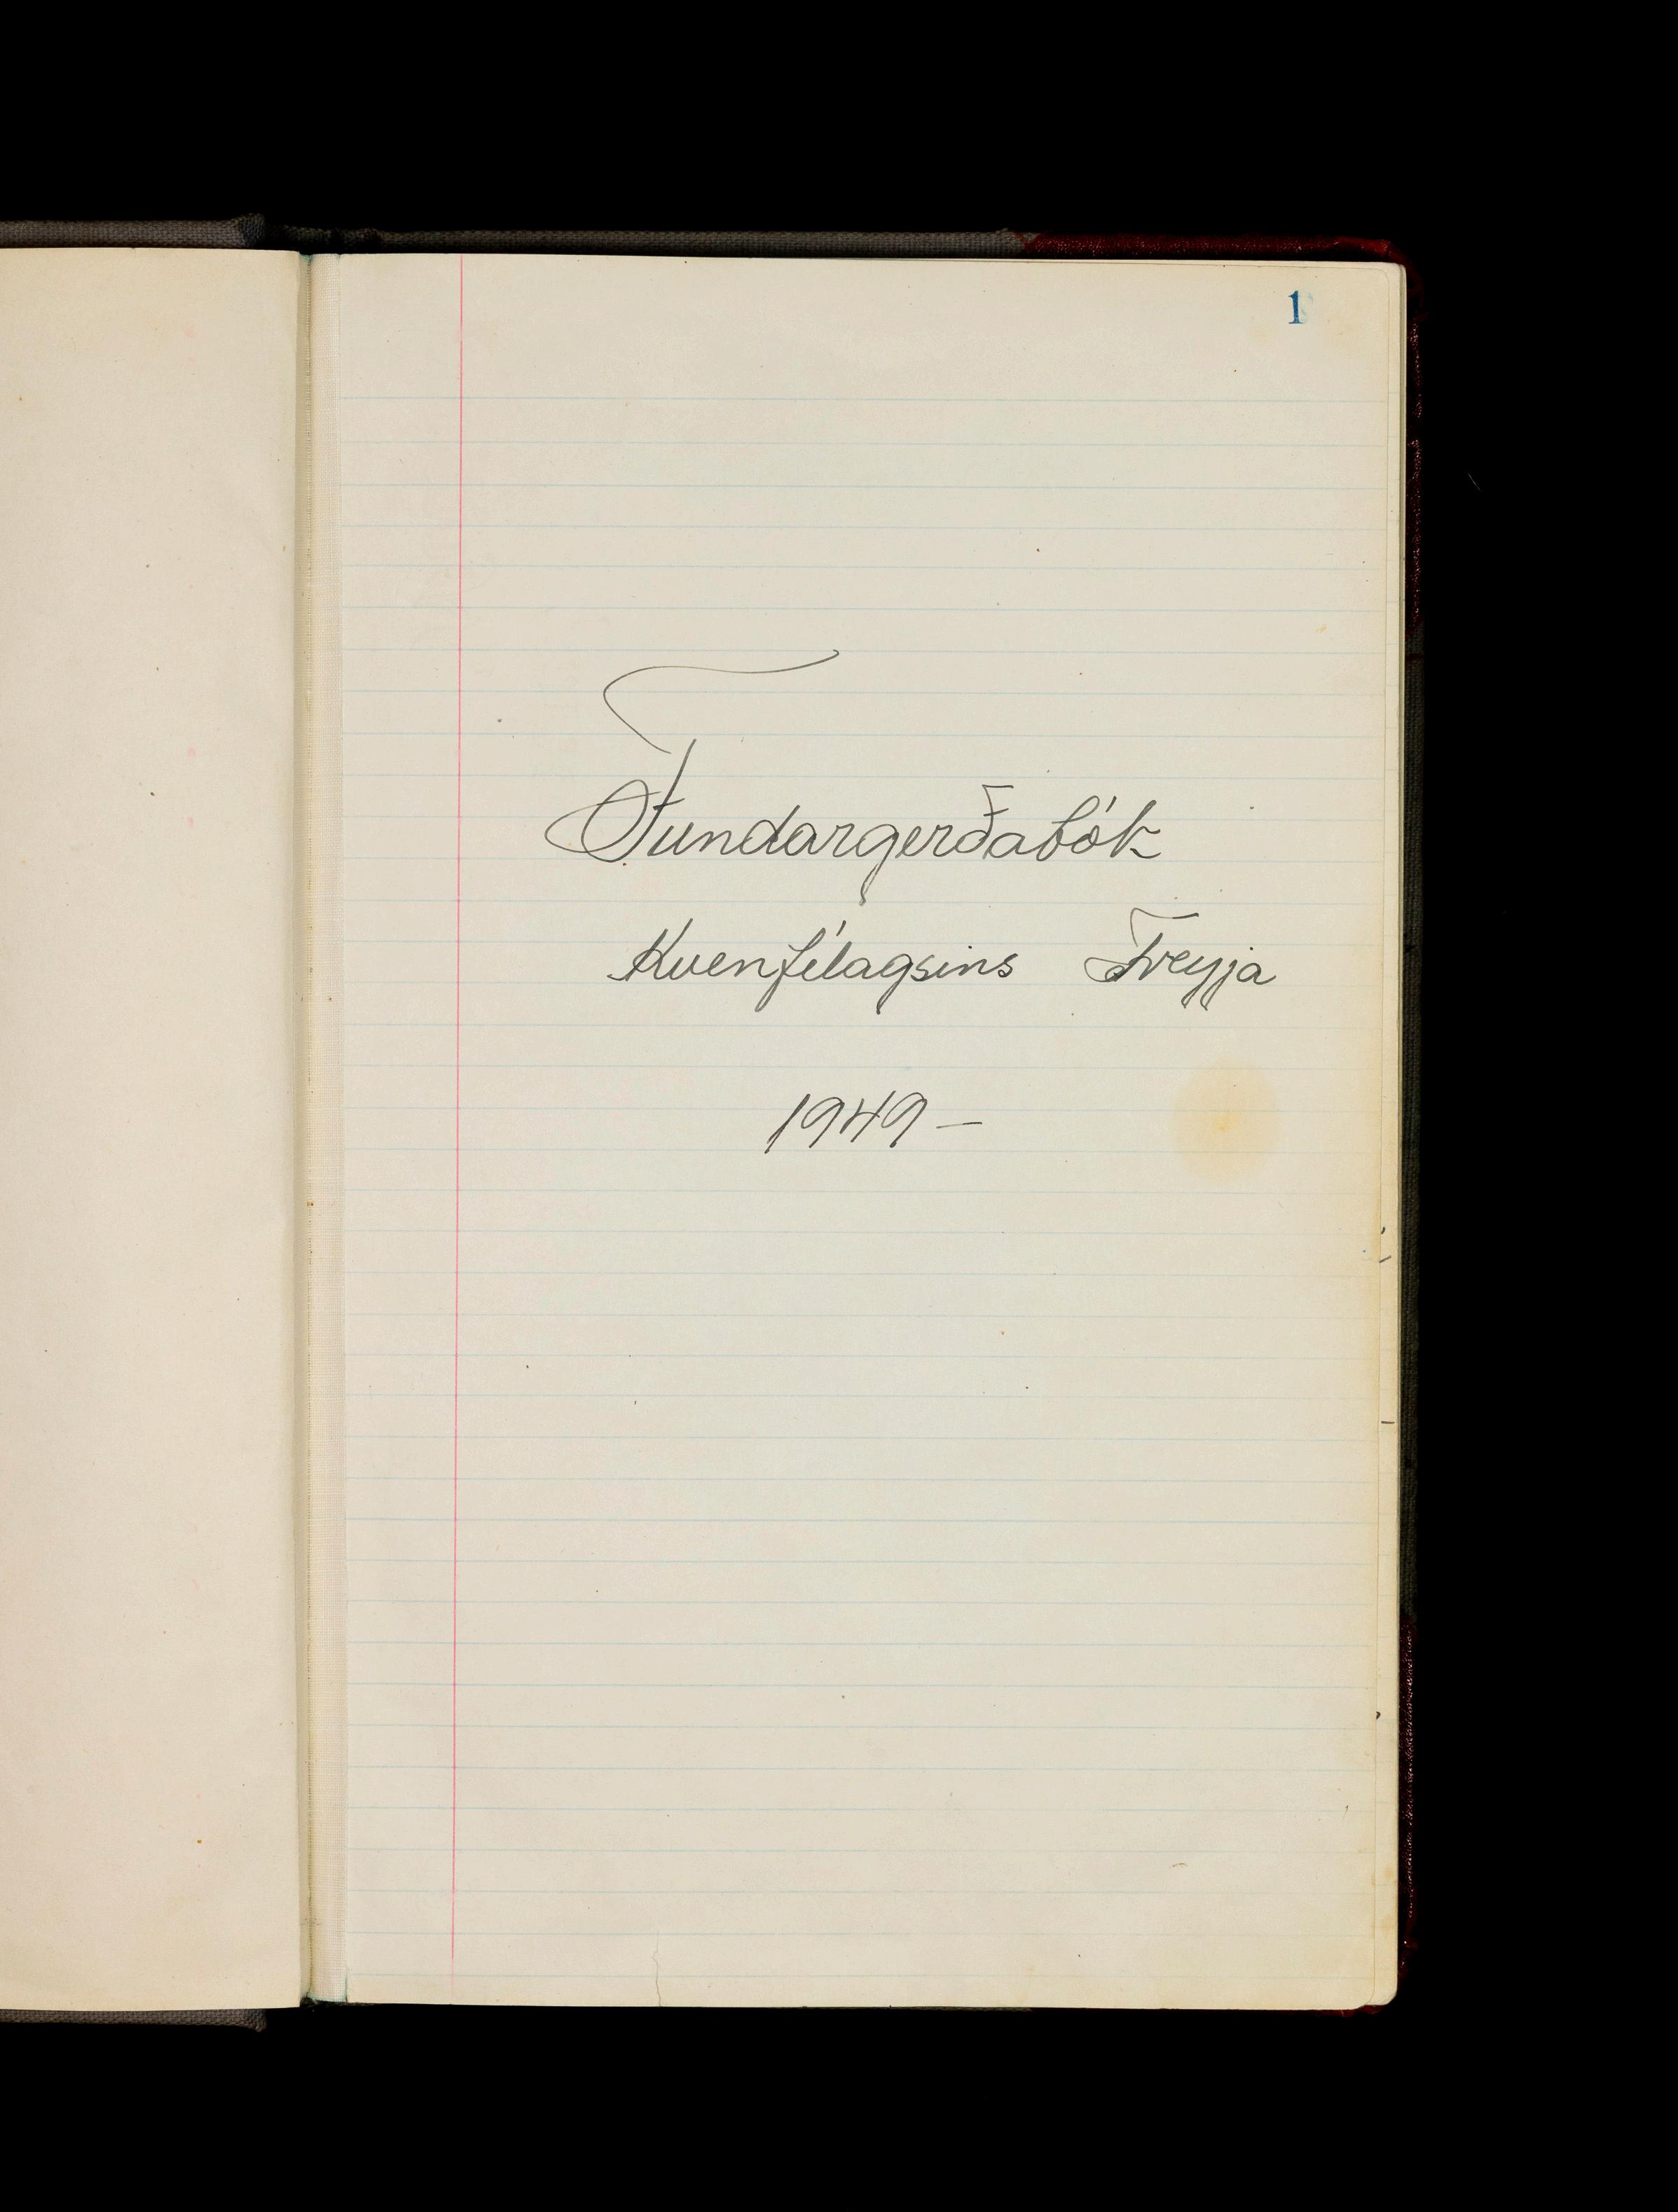 1
Fundargerðabók
Kvenfélagsins Freyja
1949 –